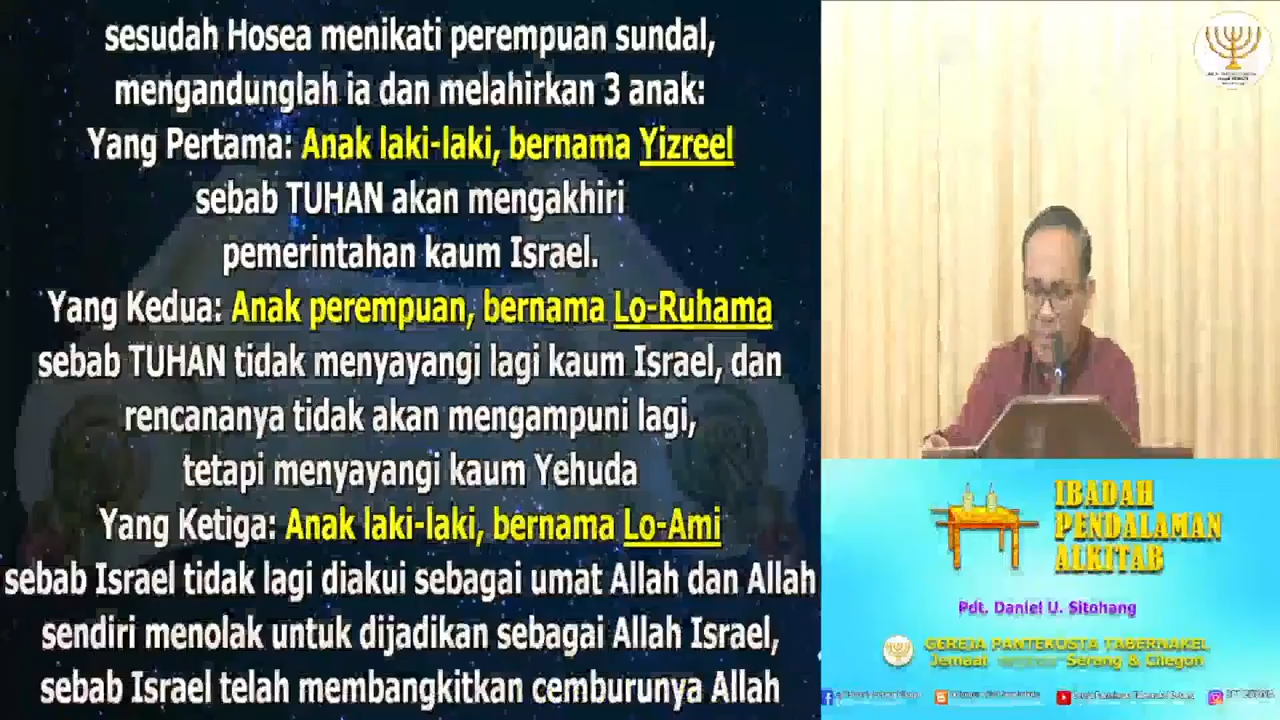 sesudah Hosea menikati perempuan sundal,
mengandunglah ia dan melahirkan 3 anak:
Yang Pertama: Anak laki-laki, bernama Yizreel
sebab TUHAN akan mengakhiri
pemerintahan kaum Israel.
Yang Kedua: Anak perempuan, bernama Lo-Ruhama
sebab TUHAN tidak menyayangi lagi kaum Israel, dan
rencananya tidak akan mengampuni lagi,
tetapi menyayangi kaum Yehuda
Yang Ketiga: Anak laki-laki, bernama Lo-Ami
sebab Israel tidak lagi diakui sebagai umat Allah dan Allah
sendiri menolak untuk dijadikan sebagai Allah Israel,
sebab Israel telah membangkitkan cemburunya Allah
IBADAH
PENDALAMAN
ALKITAB
Pdt. Daniel U. Sitohang
GEREJA PANTEKOSTA TABERNAKEL
Jemaat Serang & Cilegon